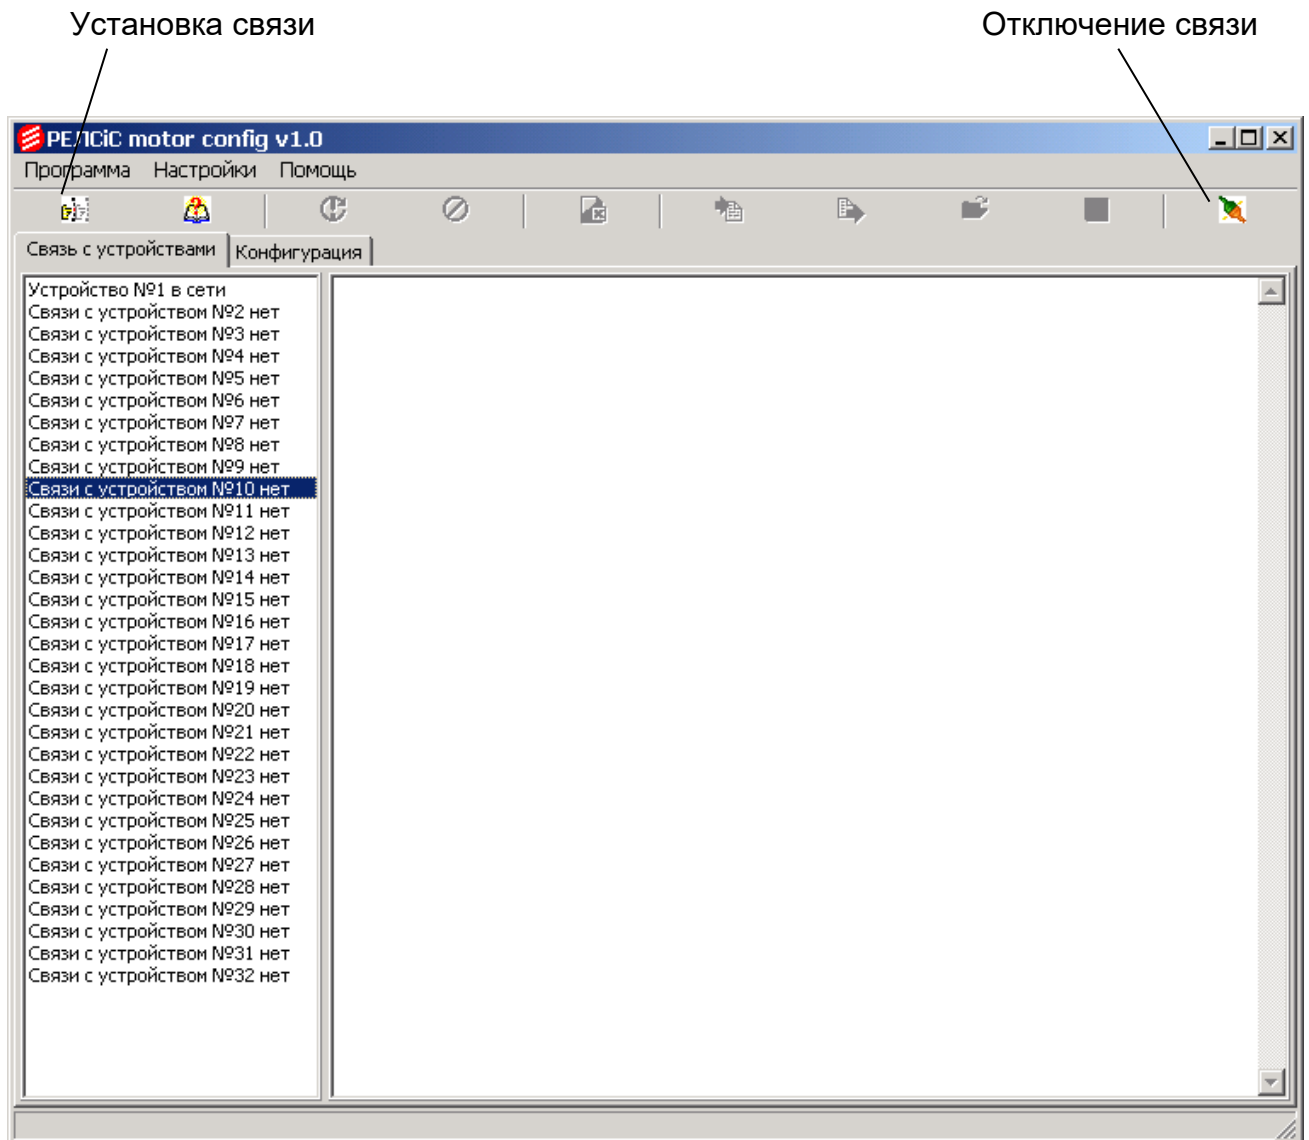 Установка связи
Отключение связи
РЕЛСіС motor config v1.0
Программа Настройки Помощь
Связь с устройствами Конфигурация
Устройство №1 в сети
Связи с устройством №2 нет
Связи с устройством №3 нет
Связи с устройством №4 нет
Связи с устройством №5 нет
Связи с устройством №6 нет
Связи с устройством №7 нет
Связи с устройством №8 нет
Связи с устройством №9 нет
Связи с устройством №10 нет
Связи с устройством №11 нет
Связи с устройством №12 нет
Связи с устройством №13 нет
Связи с устройством №14 нет
Связи с устройством №15 нет
Связи с устройством №16 нет
Связи с устройством №17 нет
Связи с устройством №18 нет
Связи с устройством №19 нет
Связи с устройством №20 нет
Связи с устройством №21 нет
Связи с устройством №22 нет
Связи с устройством №23 нет
Связи с устройством №24 нет
Связи с устройством №25 нет
Связи с устройством №26 нет
Связи с устройством №27 нет
Связи с устройством №28 нет
Связи с устройством №29 нет
Связи с устройством №30 нет
Связи с устройством №31 нет
Связи с устройством №32 нет